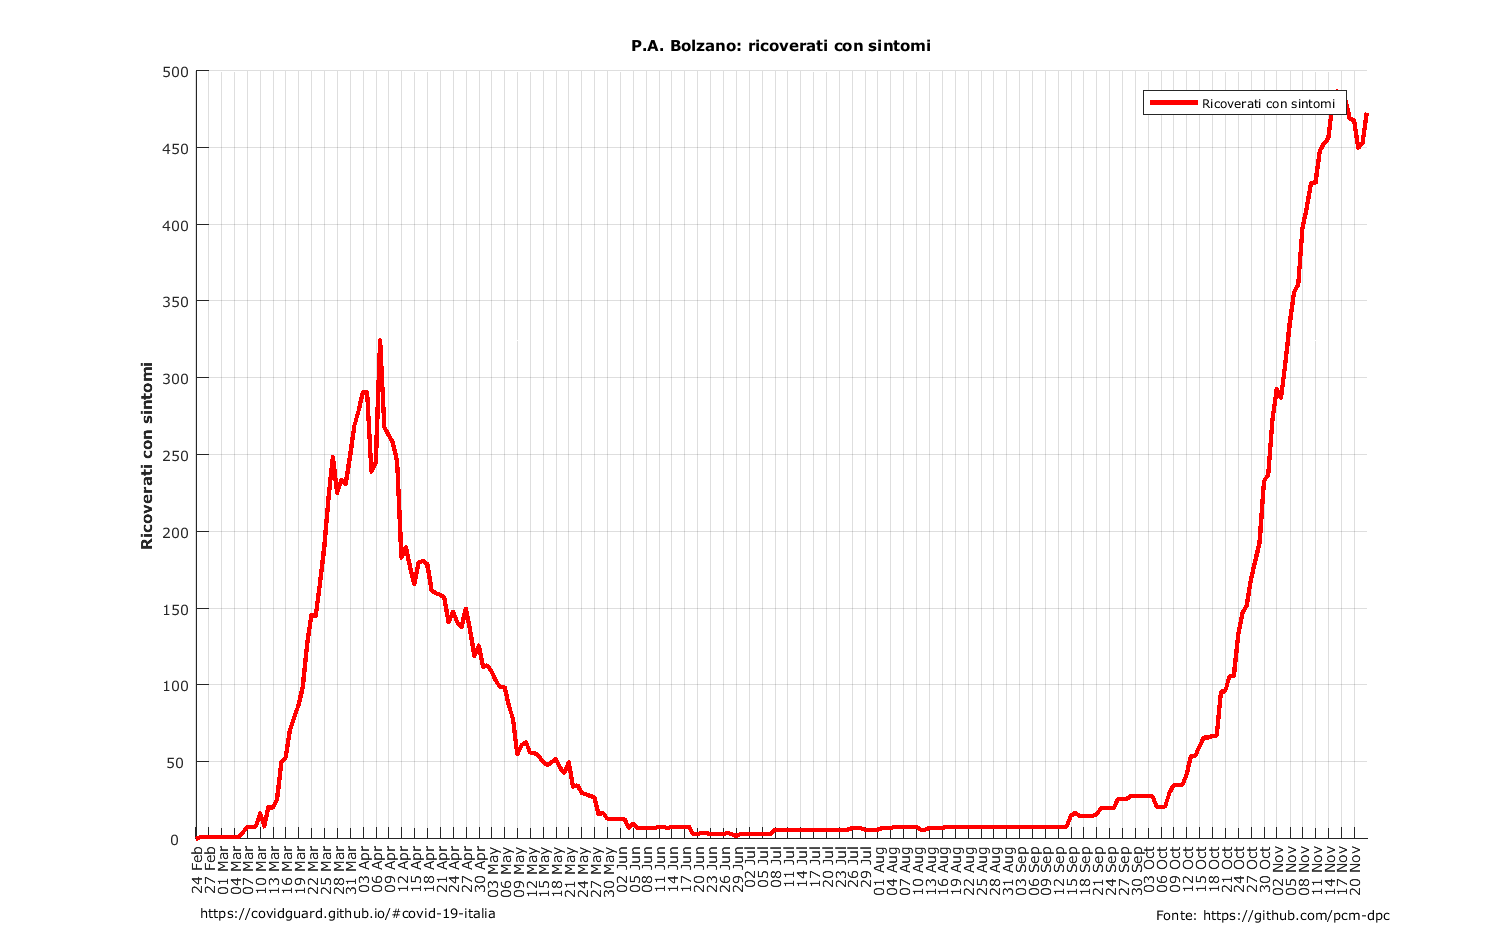 P.A. Bolzano: ricoverati con sintomi
Ricoverati con sintomi
Ricoverati con sintomi
500
450
400
350
300
250
200
150
100
50
0
24 Feb
27 Feb
01 Mar
04 Mar
07 Mar
10 Mar
13 Mar
16 Mar
19 Mar
22 Mar
25 Mar
28 Mar
31 Mar
03 Apr
06 Apr
09 Apr
12 Apr
15 Apr
18 Apr
21 Apr
24 Apr
27 Apr
30 Apr
03 May
06 May
09 May
12 May
15 May
18 May
21 May
24 May
27 May
30 May
02 Jun
05 Jun
08 Jun
11 Jun
14 Jun
17 Jun
20 Jun
23 Jun
26 Jun
29 Jun
02 Jul
05 Jul
08 Jul
11 Jul
14 Jul
17 Jul
20 Jul
23 Jul
26 Jul
29 Jul
01 Aug
04 Aug
07 Aug
10 Aug
13 Aug
16 Aug
19 Aug
22 Aug
25 Aug
28 Aug
31 Aug
03 Sep
06 Sep
09 Sep
12 Sep
15 Sep
18 Sep
21 Sep
24 Sep
27 Sep
30 Sep
03 Oct
06 Oct
09 Oct
12 Oct
15 Oct
18 Oct
21 Oct
24 Oct
27 Oct
30 Oct
02 Nov
05 Nov
08 Nov
11 Nov
14 Nov
17 Nov
20 Nov
https://covidguard.github.io/#covid-19-italia
Fonte: https://github.com/pcm-dpc